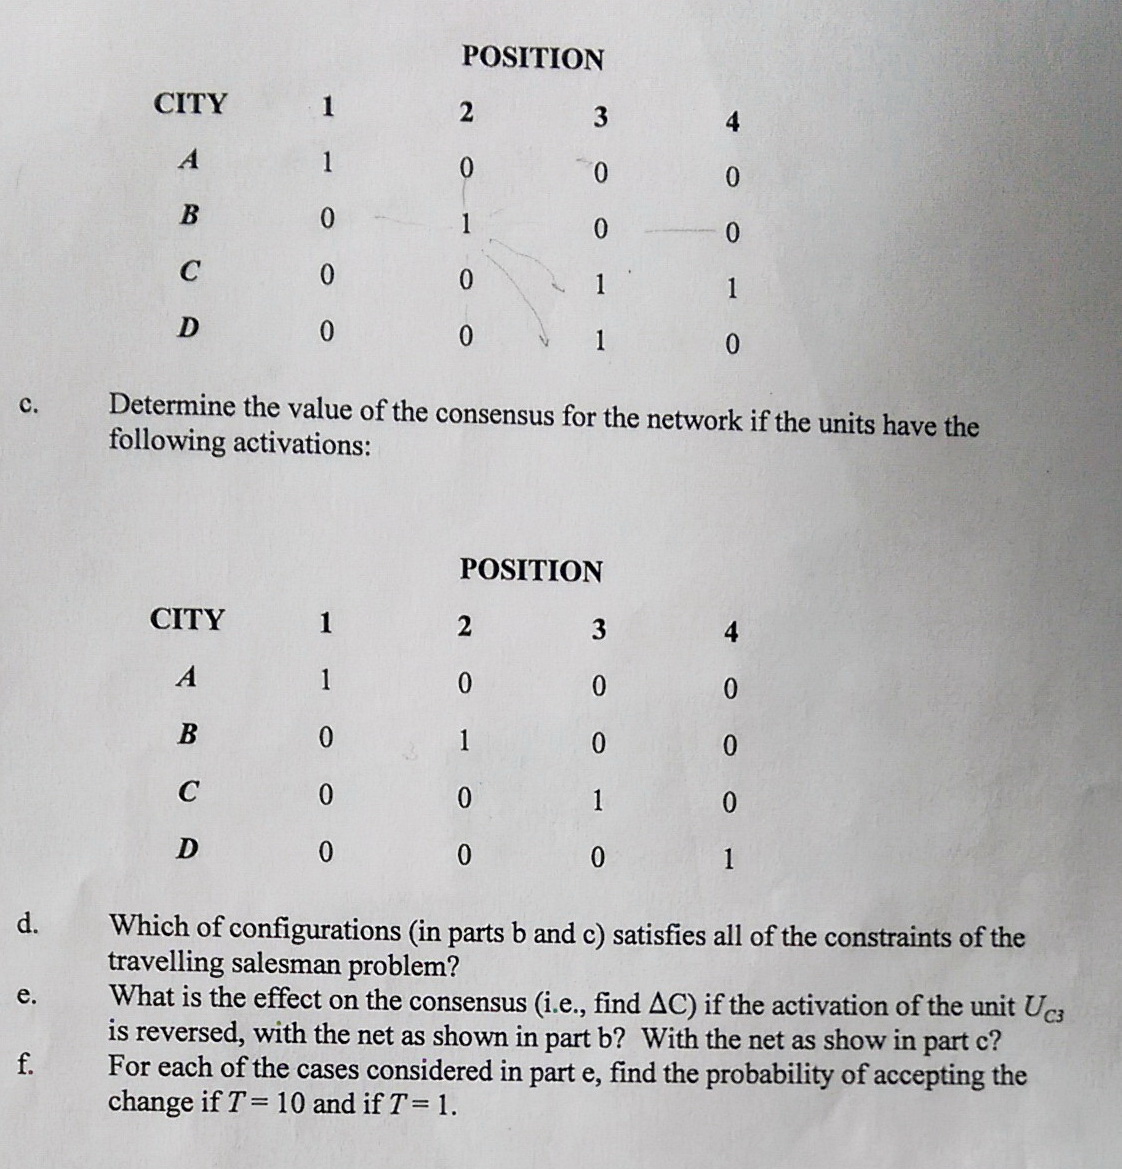 POSITION
CITY 1 2 3 4
A 1 0 0 0
B 0 1 0 0
C 0 0 1 1
D 0 0 1 0
c. Determine the value of the consensus for the network if the units have the
following activations:
POSITION
CITY 1 2 3 4
A 1 0 0 0
B 0 1 0 0
C 0 0 1 0
D 0 0 0 1
d. Which of configurations (in parts b and c) satisfies all of the constraints of the
travelling salesman problem?
e. What is the effect on the consensus (i.e., find ΔC) if the activation of the unit U_C3
is reversed, with the net as shown in part b? With the net as show in part c?
f. For each of the cases considered in part e, find the probability of accepting the
change if T = 10 and if T = 1.